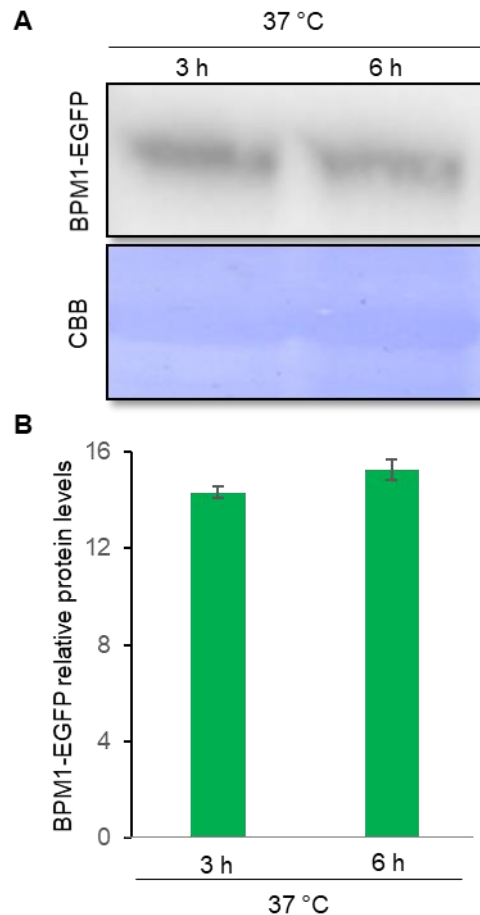 A
37 °C
3 h 6 h
BPM1-EGFP
CBB
B
BPM1-EGFP relative protein levels
16
12
8
4
0
3 h 6 h
37 °C